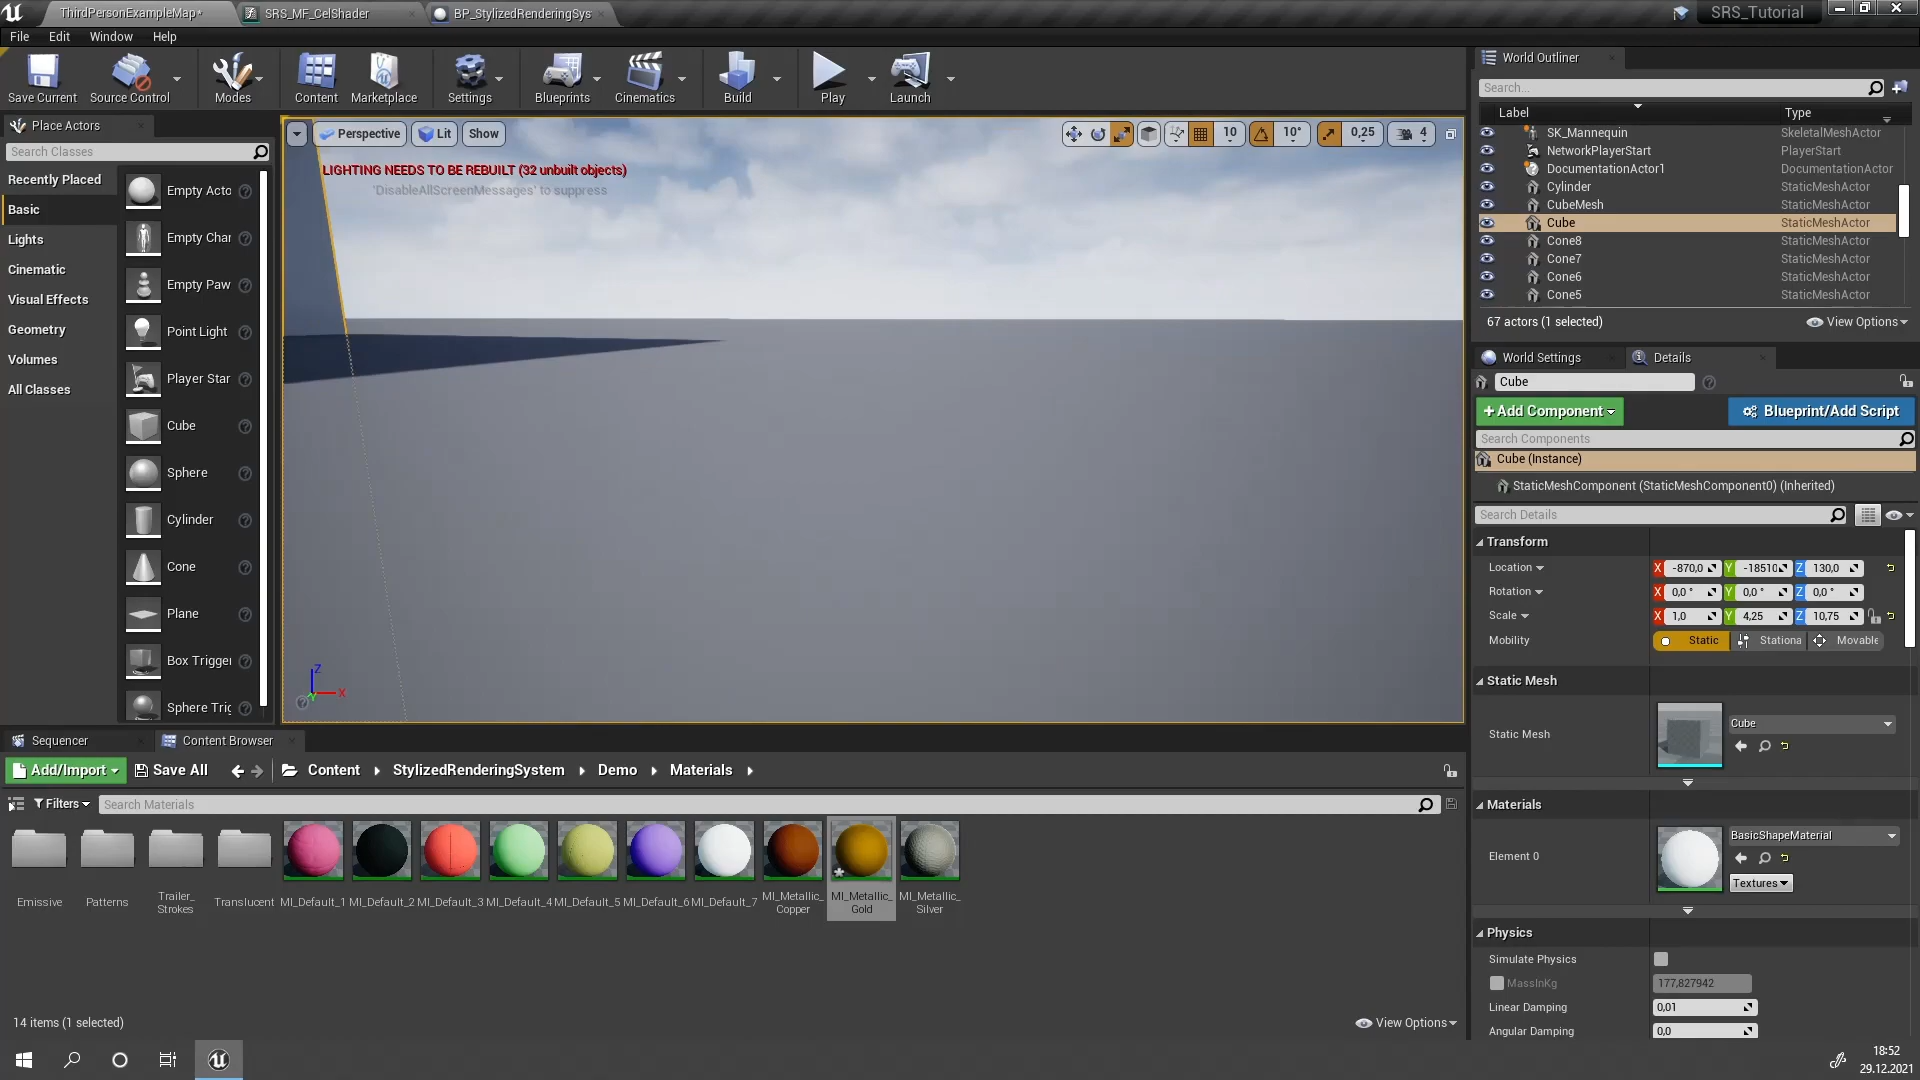 ThirdPersonExampleMap*
SRS_MF_CelShader
BP_StylizedRenderingSys
SRS_Tutorial
File Edit Window Help
Save Current
Source Control
Modes
Content
Marketplace
Settings
Blueprints
Cinematics
Build
Play
Launch
Place Actors
Search Classes
Recently Placed
Basic
Lights
Cinematic
Visual Effects
Geometry
Volumes
All Classes
Empty Acto
Empty Char
Empty Paw
Point Light
Player Star
Cube
Sphere
Cylinder
Cone
Plane
Box Trigger
Sphere Trig
Perspective Lit Show
10 10° 0,25 4
LIGHTING NEEDS TO BE REBUILT (32 unbuilt objects)
'DisableAllScreenMessages' to suppress
Z
X
Y
World Outliner
Search...
Label Type
SK_Mannequin SkeletalMeshActor
NetworkPlayerStart PlayerStart
DocumentationActor1 DocumentationActor
Cylinder StaticMeshActor
CubeMesh StaticMeshActor
Cube StaticMeshActor
Cone8 StaticMeshActor
Cone7 StaticMeshActor
Cone6 StaticMeshActor
Cone5 StaticMeshActor
67 actors (1 selected) View Options
World Settings Details
Cube
+Add Component Blueprint/Add Script
Search Components
Cube (Instance)
StaticMeshComponent (StaticMeshComponent0) (Inherited)
Search Details
Transform
Location X -870,0 Y -18510 Z 130,0
Rotation X 0,0 ° Y 0,0 ° Z 0,0 °
Scale X 1,0 Y 4,25 Z 10,75
Mobility Static Stationa Movable
Static Mesh
Static Mesh Cube
Materials
Element 0 BasicShapeMaterial
Textures
Physics
Simulate Physics
MassInKg 177,827942
Linear Damping 0,01
Angular Damping 0,0
Sequencer Content Browser
Add/Import Save All Content StylizedRenderingSystem Demo Materials
Filters Search Materials
Emissive
Patterns
Trailer_
Strokes
Translucent
MI_Default_1
MI_Default_2
MI_Default_3
MI_Default_4
MI_Default_5
MI_Default_6
MI_Default_7
MI_Metallic_
Copper
MI_Metallic_
Gold
MI_Metallic_
Silver
14 items (1 selected) View Options
18:52
29.12.2021